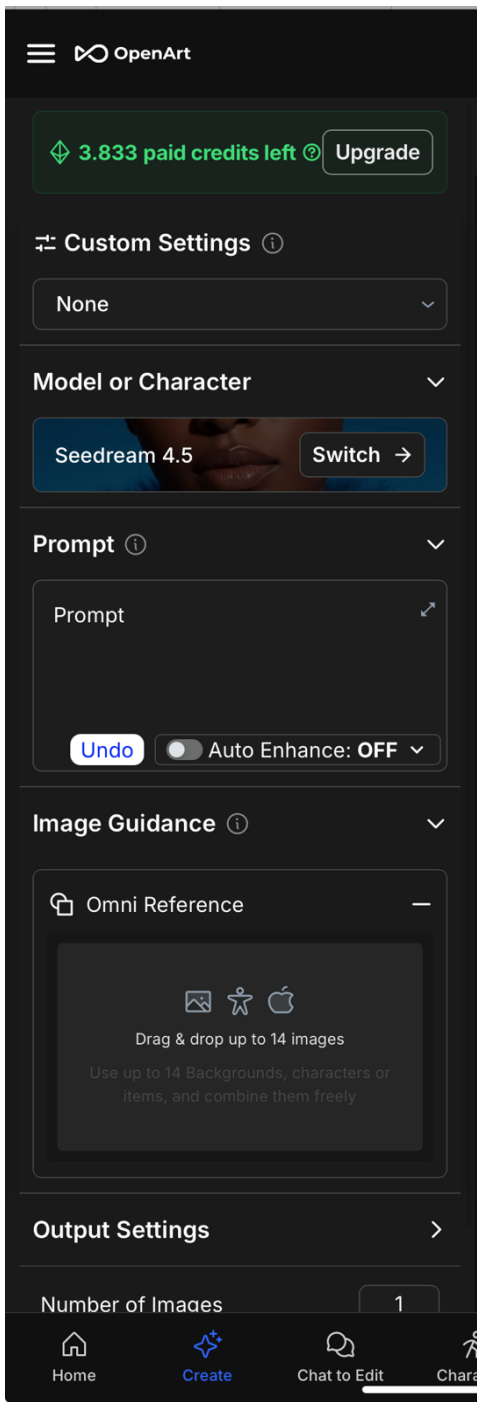 OpenArt
3.833 paid credits left
Upgrade
Custom Settings
None
Model or Character
Seedream 4.5
Switch
Prompt
Prompt
Undo
Auto Enhance: OFF
Image Guidance
Omni Reference
Drag & drop up to 14 images
Use up to 14 Backgrounds, characters or
items, and combine them freely
Output Settings
Number of Images
1
Home
Create
Chat to Edit
Chara